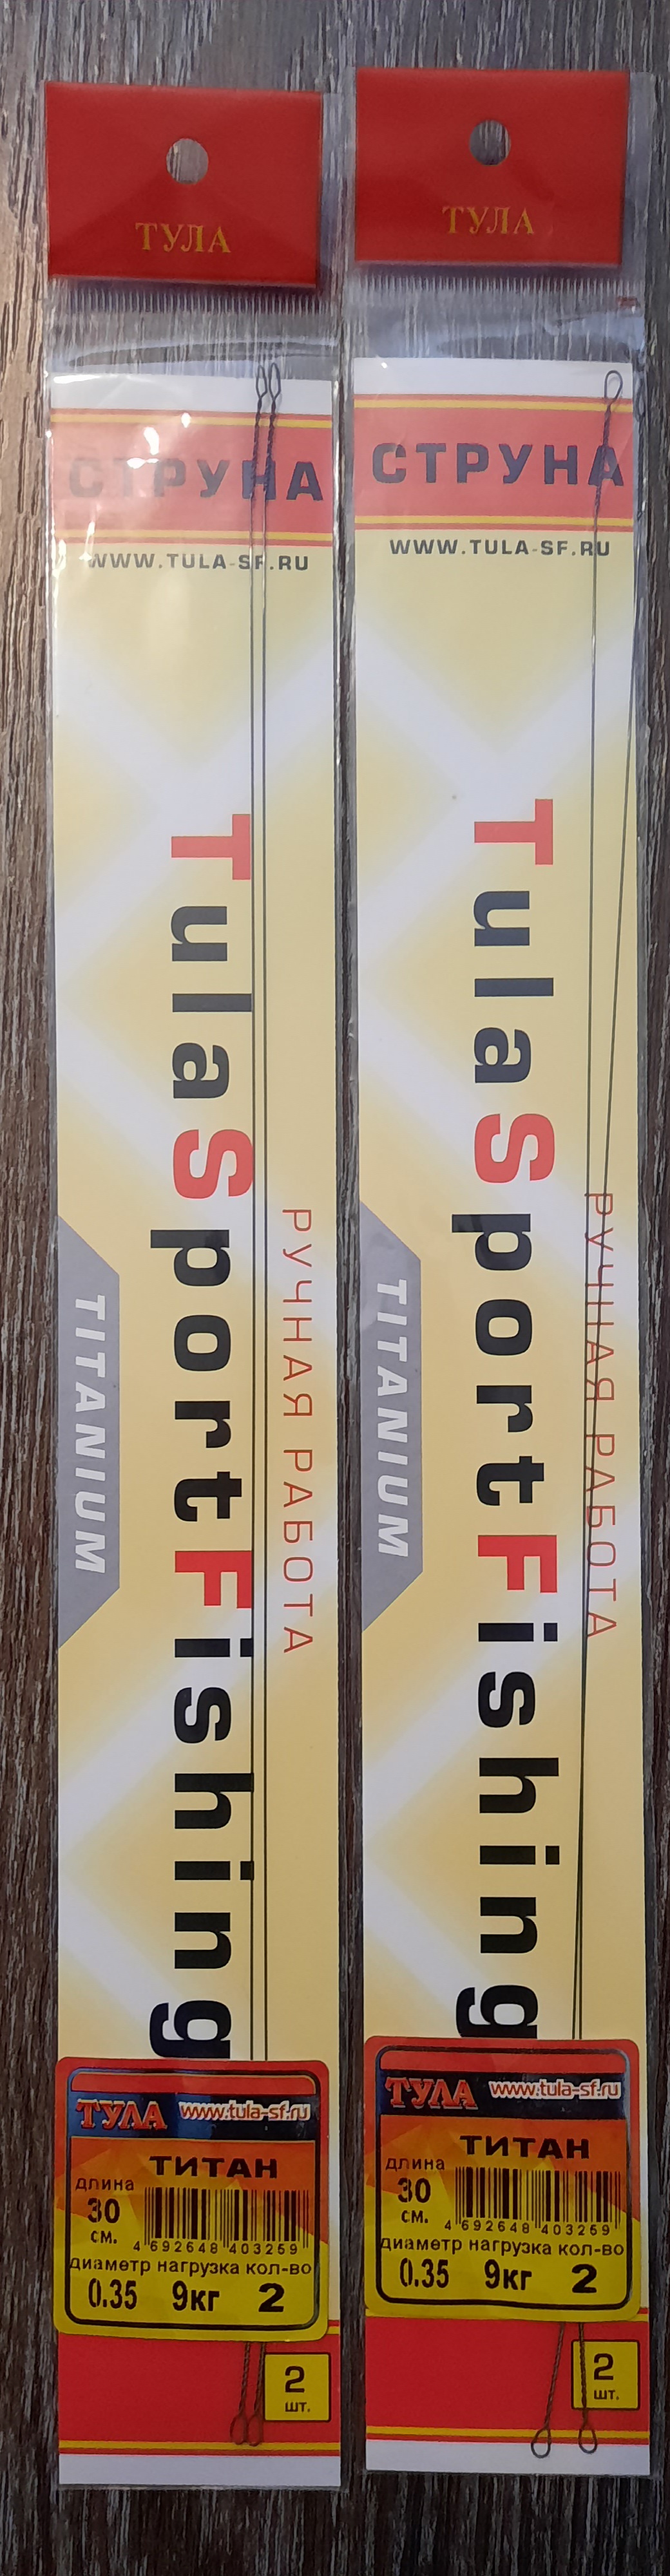 ТУЛА
СТРУНА
WWW.TULA-SF.RU
TulaSportFishing
РУЧНАЯ РАБОТА
TITANIUM
ТУЛА www.tula-sf.ru
ТИТАН
длина
30
см.
4 692648 403259
диаметр нагрузка кол-во
0.35 9кг 2
2
шт.
ТУЛА
СТРУНА
WWW.TULA-SF.RU
TulaSportFishing
РУЧНАЯ РАБОТА
TITANIUM
ТУЛА www.tula-sf.ru
ТИТАН
длина
30
см.
4 692648 403259
диаметр нагрузка кол-во
0.35 9кг 2
2
шт.